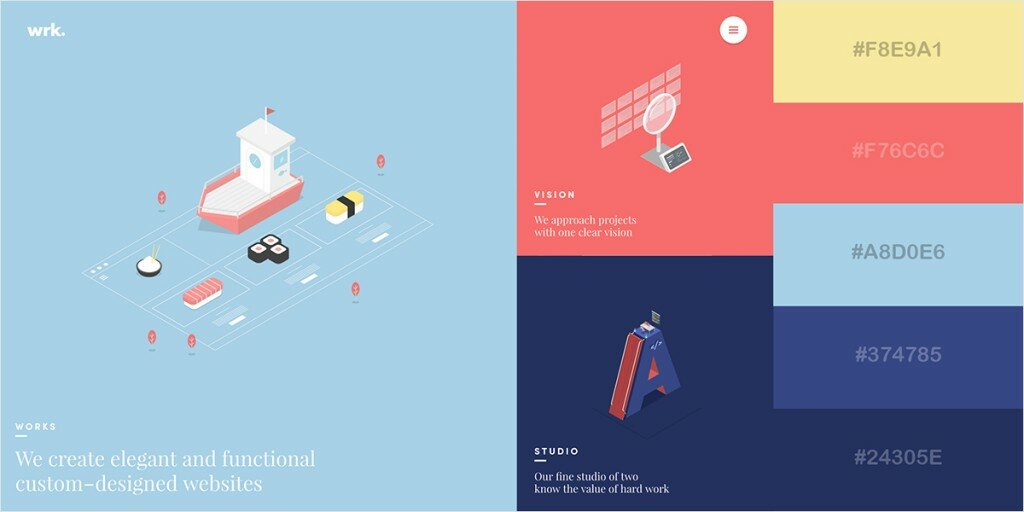 wrk.
WORKS
We create elegant and functional
custom-designed websites
VISION
We approach projects
with one clear vision
STUDIO
Our fine studio of two
know the value of hard work
#F8E9A1
#F76C6C
#A8D0E6
#374785
#24305E